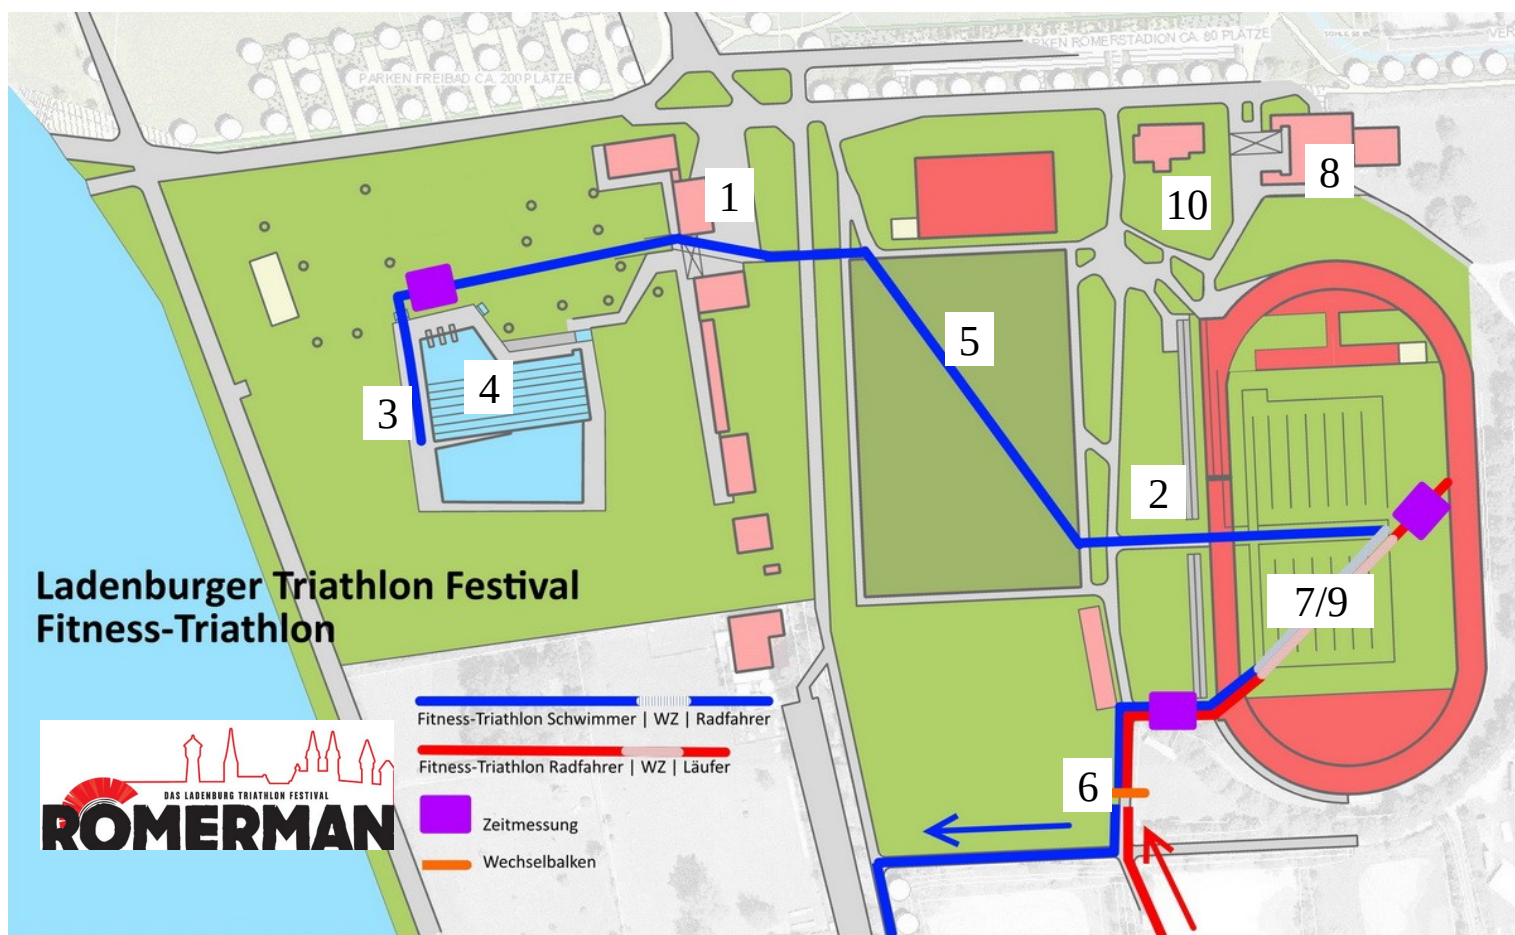 PARKEN FREIBAD CA. 200 PLÄTZE
PARKEN RÖMERSTADION CA. 80 PLÄTZE
1
8
10
5
4
3
2
7/9
6
Ladenburger Triathlon Festival
Fitness-Triathlon
Fitness-Triathlon Schwimmer | WZ | Radfahrer
Fitness-Triathlon Radfahrer | WZ | Läufer
Zeitmessung
Wechselbalken
DAS LADENBURG TRIATHLON FESTIVAL
RÖMERMAN